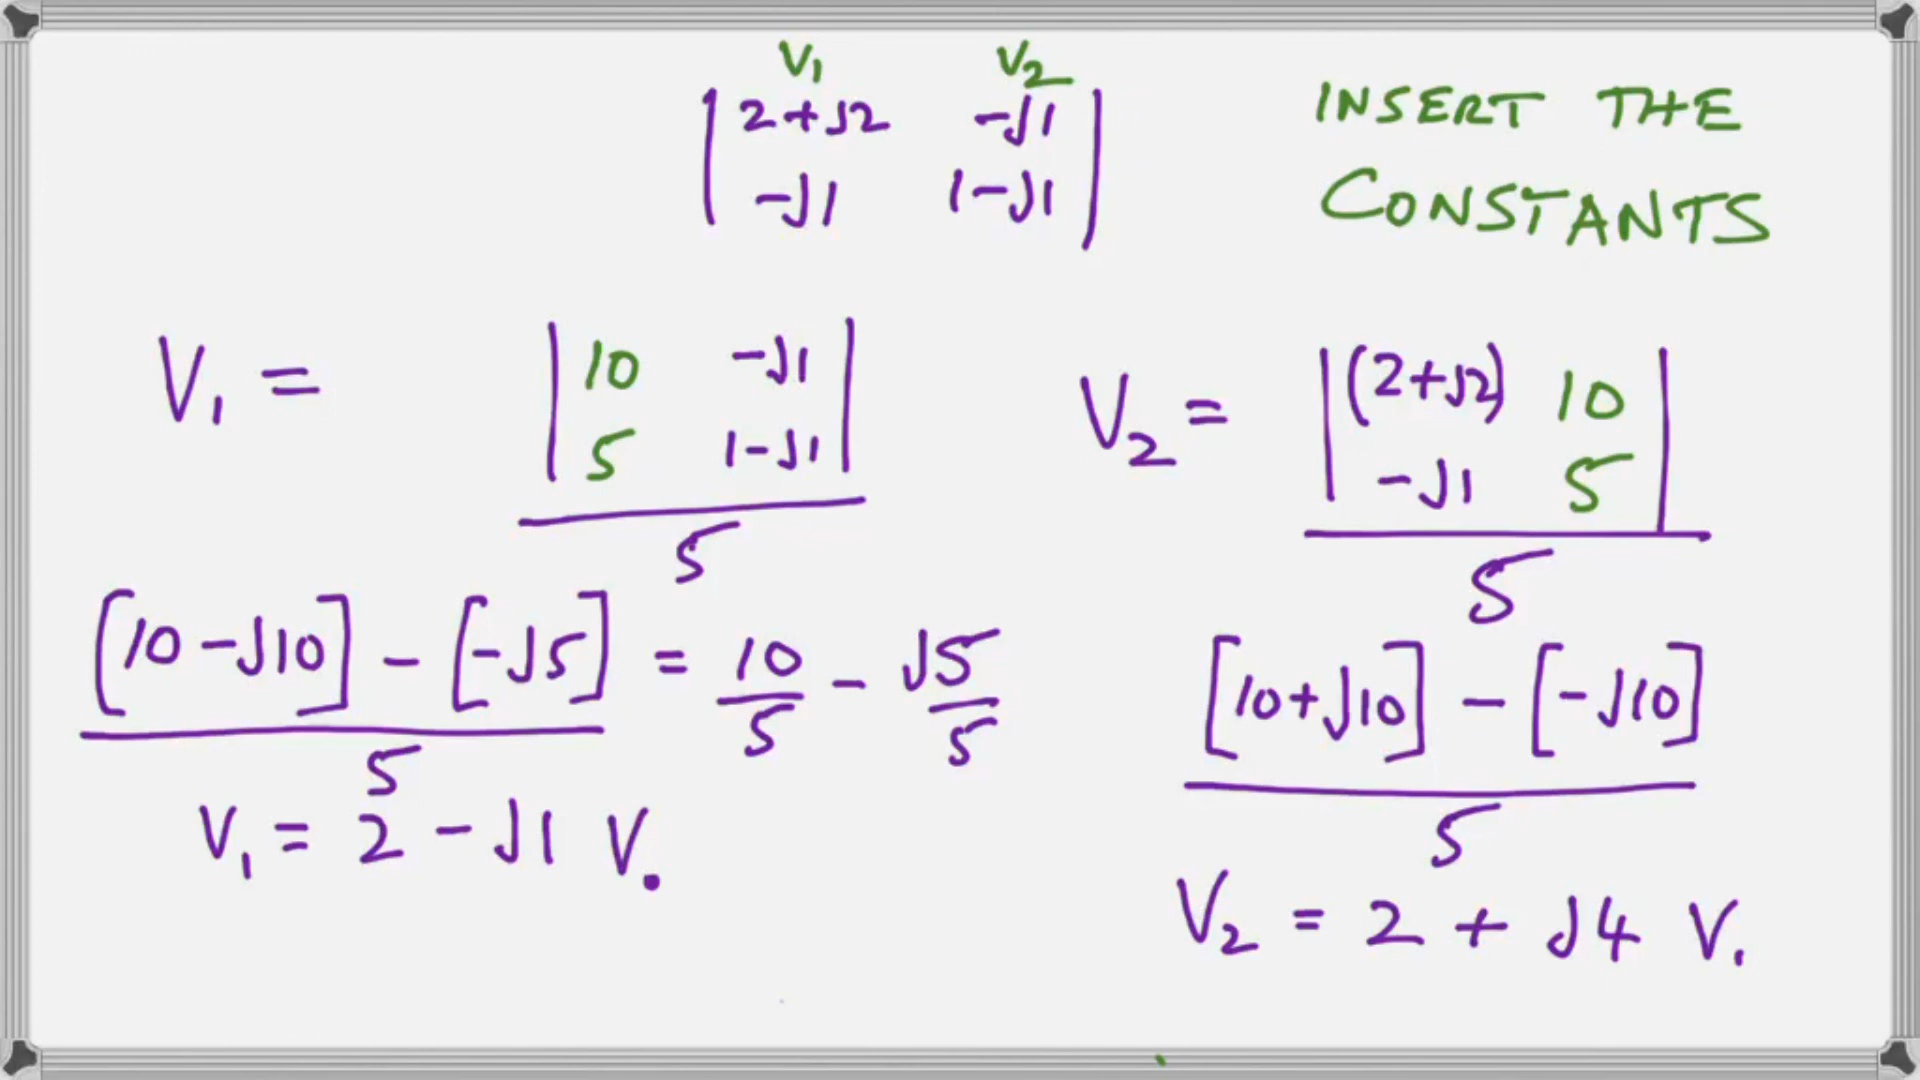 V1 V2
| 2+J2 -J1 |
| -J1 1-J1 |
INSERT THE
CONSTANTS
V1 =
| 10 -J1 |
| 5 1-J1 |
5
[10-J10] - [-J5] = 10/5 - J5/5
5
V1 = 2 - J1 V.
V2 =
| (2+J2) 10 |
| -J1 5 |
5
[10+J10] - [-J10]
5
V2 = 2 + J4 V.